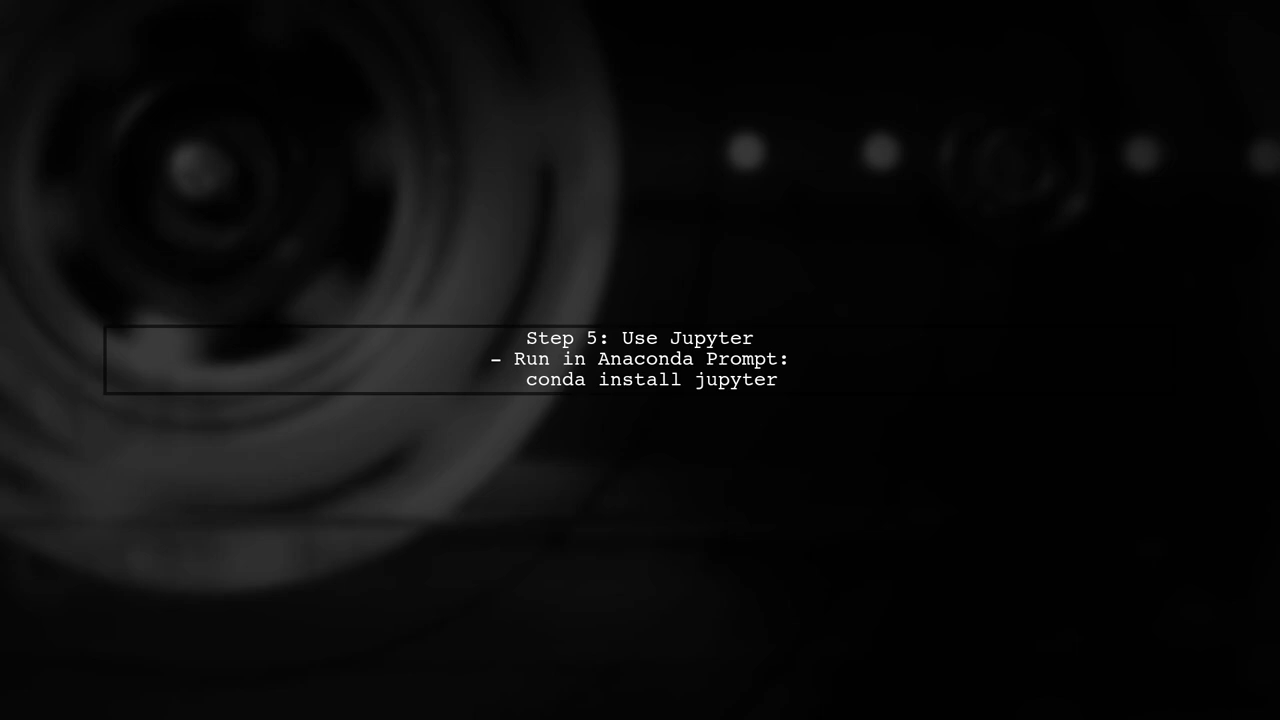 Step 5: Use Jupyter
- Run in Anaconda Prompt:
conda install jupyter